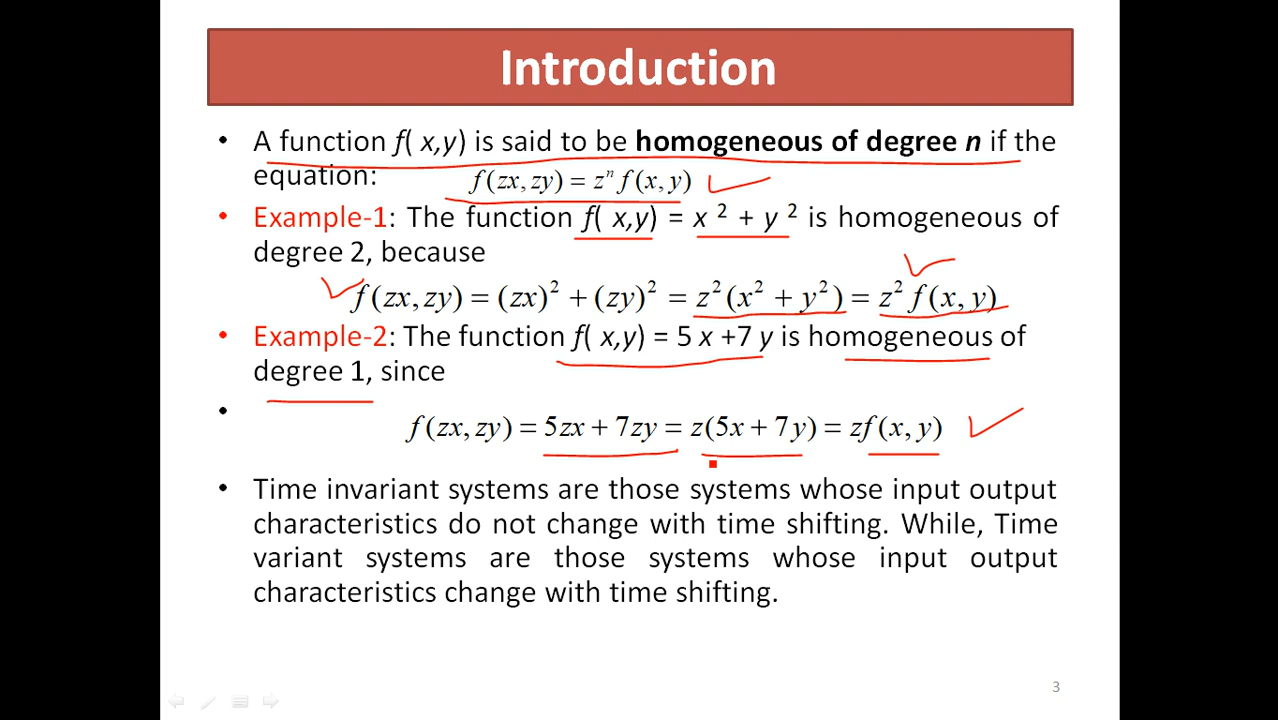 Introduction
• A function f( x,y) is said to be homogeneous of degree n if the
equation: f(zx, zy) = zⁿ f(x, y)
• Example-1: The function f( x,y) = x ² + y ² is homogeneous of
degree 2, because
f(zx, zy) = (zx)² + (zy)² = z²(x² + y²) = z² f(x, y)
• Example-2: The function f( x,y) = 5 x +7 y is homogeneous of
degree 1, since
• f(zx, zy) = 5zx + 7zy = z(5x + 7y) = zf(x, y)
• Time invariant systems are those systems whose input output
characteristics do not change with time shifting. While, Time
variant systems are those systems whose input output
characteristics change with time shifting.
3